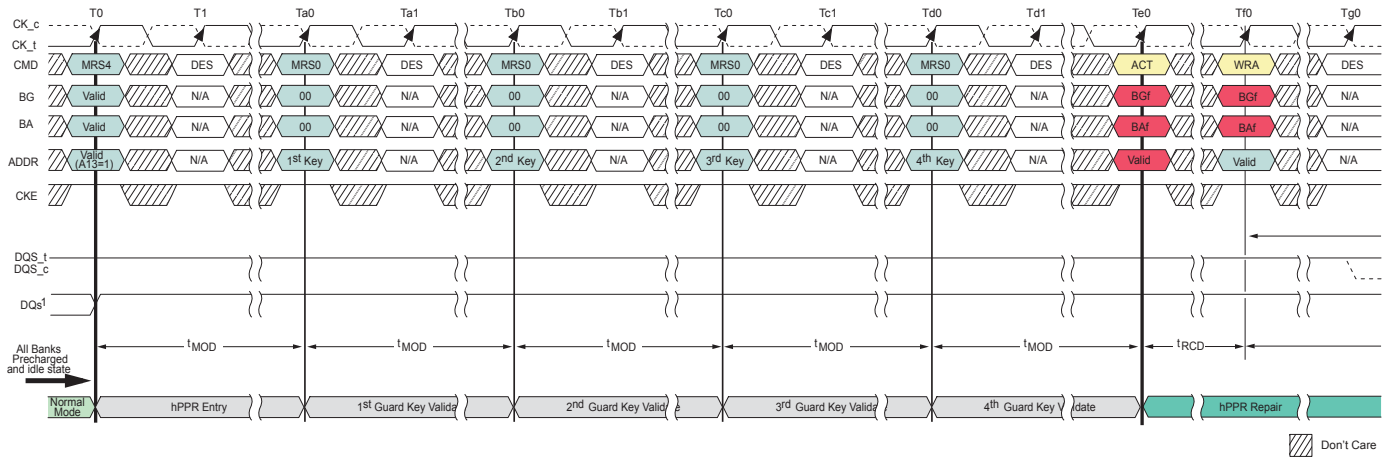 T0 T1 Ta0 Ta1 Tb0 Tb1 Tc0 Tc1 Td0 Td1 Te0 Tf0 Tg0
CK_c
CK_t
CMD MRS4 DES MRS0 DES MRS0 DES MRS0 DES MRS0 DES ACT WRA DES
BG Valid N/A 00 N/A 00 N/A 00 N/A 00 N/A BGf BGf N/A
BA Valid N/A 00 N/A 00 N/A 00 N/A 00 N/A BAf BAf N/A
ADDR Valid (A13=1) N/A 1st Key N/A 2nd Key N/A 3rd Key N/A 4th Key N/A Valid Valid N/A
CKE
DQS_t
DQS_c
DQs1
tMOD tMOD tMOD tMOD tMOD tRCD
All Banks
Precharged
and idle state
Normal Mode hPPR Entry 1st Guard Key Valida 2nd Guard Key Valid e 3rd Guard Key Validate 4th Guard Key V idate hPPR Repair
Don't Care